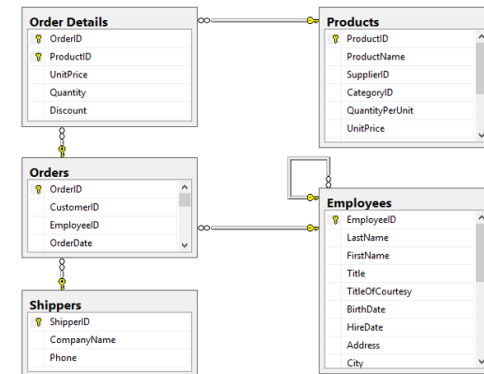 Order Details
OrderID
ProductID
UnitPrice
Quantity
Discount
Products
ProductID
ProductName
SupplierID
CategoryID
QuantityPerUnit
UnitPrice
Orders
OrderID
CustomerID
EmployeeID
OrderDate
Employees
EmployeeID
LastName
FirstName
Title
TitleOfCourtesy
BirthDate
HireDate
Address
City
Shippers
ShipperID
CompanyName
Phone